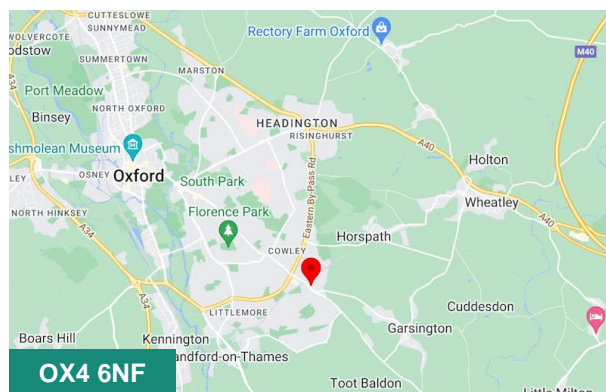 CUTTESLOWE
SUNNYMEAD
WOLVERCOTE
Rectory Farm Oxford
odstow
A34
M40
SUMMERTOWN
MARSTON
Port Meadow
NORTH OXFORD
Binsey
HEADINGTON
RISINGHURST
shmolean Museum
A40
Holton
LEY
OSNEY
Oxford
South Park
Eastern By-Pass Rd
A40
Wheatley
NORTH HINKSEY
Florence Park
A40
A34
COWLEY
Horspath
LITTLEMORE
Cuddesdon
Garsington
Boars Hill
Kennington
andford-on-Thames
OX4 6NF
Toot Baldon
Little Milton